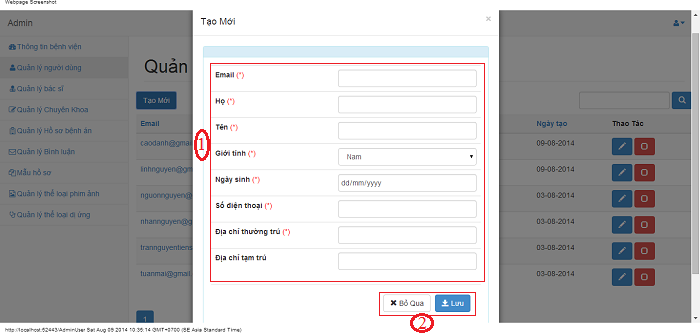 Webpage Screenshot
Admin
Tạo Mới
×
Thông tin bệnh viên
Quản lý người dùng
Quản lý bác sĩ
Quản lý Chuyên Khoa
Quản lý Hồ sơ bệnh án
Quản lý Bình luận
Mẫu hồ sơ
Quản lý thể loại phim ảnh
Quản lý thể loại dị ứng
Quản
Tạo Mới
Email
caodanh@gmai
linhnguyen@g
nguonnguyen@
nhannguyen@g
trannguyentiens
tuanmai@gmail.
1
Email (*)
Họ (*)
Tên (*)
Giới tính (*) Nam
Ngày sinh (*) dd/mm/yyyy
Số điện thoại (*)
Địa chỉ thường trú (*)
Địa chỉ tạm trú
1
Bỏ Qua Lưu
2
Ngày tạo Thao Tác
09-08-2014
09-08-2014
03-08-2014
03-08-2014
03-08-2014
03-08-2014
http://localhost:52443/AdminUser Sat Aug 09 2014 10:35:14 GMT+0700 (SE Asia Standard Time)